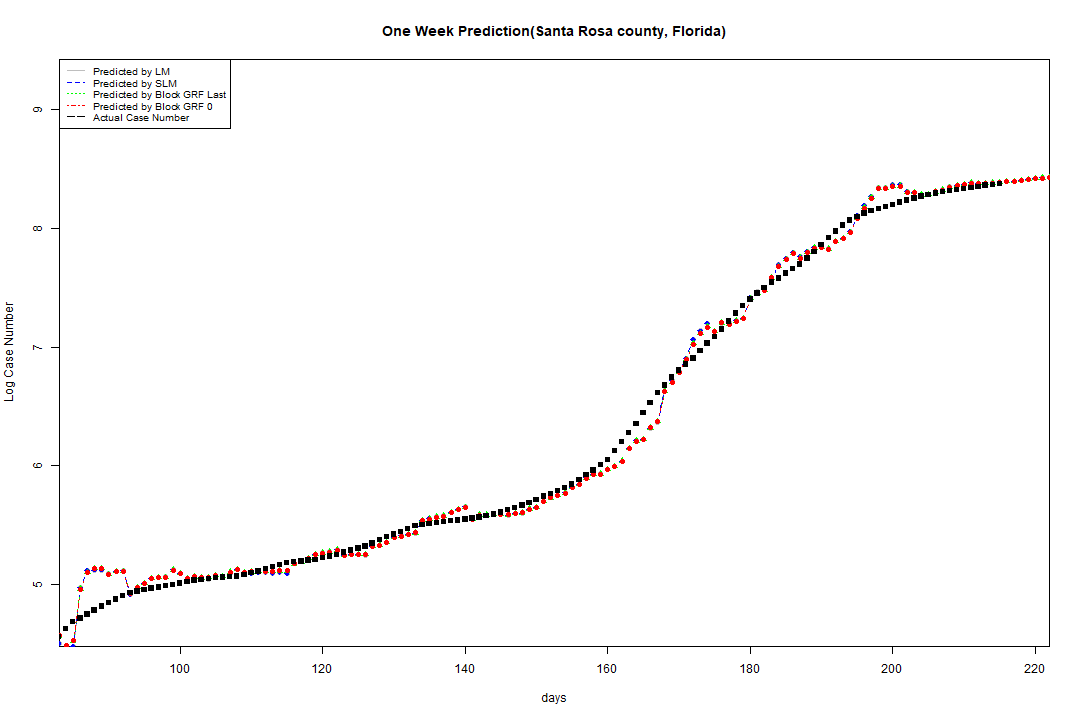 One Week Prediction(Santa Rosa county, Florida)
Predicted by LM
Predicted by SLM
Predicted by Block GRF Last
Predicted by Block GRF 0
Actual Case Number
9
8
7
6
5
Log Case Number
100 120 140 160 180 200 220
days